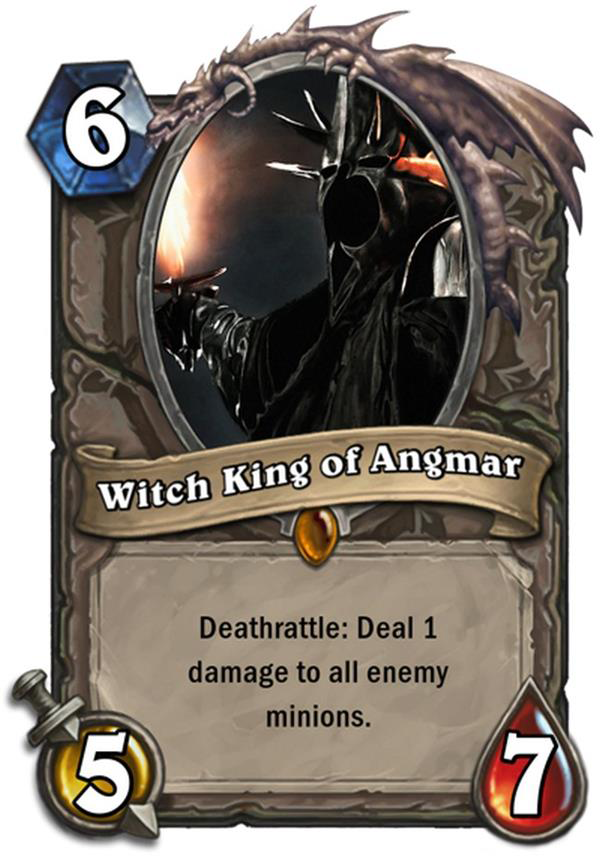 6
Witch King of Angmar
Deathrattle: Deal 1
damage to all enemy
minions.
5
7